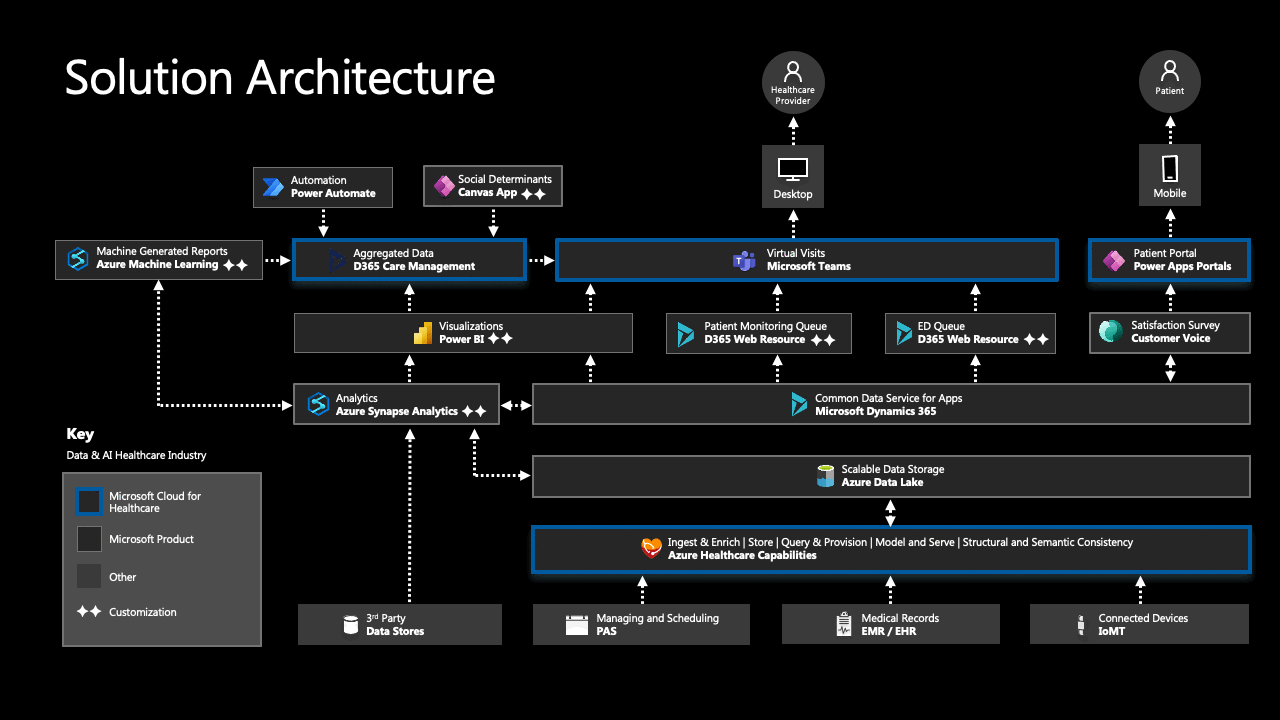 Solution Architecture
Healthcare
Provider
Patient
Desktop
Mobile
Automation
Power Automate
Social Determinants
Canvas App
Machine Generated Reports
Azure Machine Learning
Aggregated Data
D365 Care Management
Virtual Visits
Microsoft Teams
Patient Portal
Power Apps Portals
Visualizations
Power BI
Patient Monitoring Queue
D365 Web Resource
ED Queue
D365 Web Resource
Satisfaction Survey
Customer Voice
Analytics
Azure Synapse Analytics
Common Data Service for Apps
Microsoft Dynamics 365
Key
Data & AI Healthcare Industry
Microsoft Cloud for
Healthcare
Microsoft Product
Other
Customization
Scalable Data Storage
Azure Data Lake
Ingest & Enrich | Store | Query & Provision | Model and Serve | Structural and Semantic Consistency
Azure Healthcare Capabilities
3rd Party
Data Stores
Managing and Scheduling
PAS
Medical Records
EMR / EHR
Connected Devices
IoMT